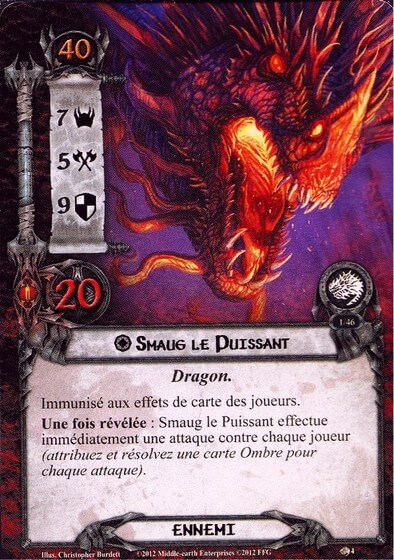 40
7
5
9
20
1/46
Smaug le Puissant
Dragon.
Immunisé aux effets de carte des joueurs.
Une fois révélée : Smaug le Puissant effectue
immédiatement une attaque contre chaque joueur
(attribuez et résolvez une carte Ombre pour
chaque attaque).
ENNEMI
Illus. Christopher Burdett ©2012 Middle-earth Enterprises ©2012 FFG 4